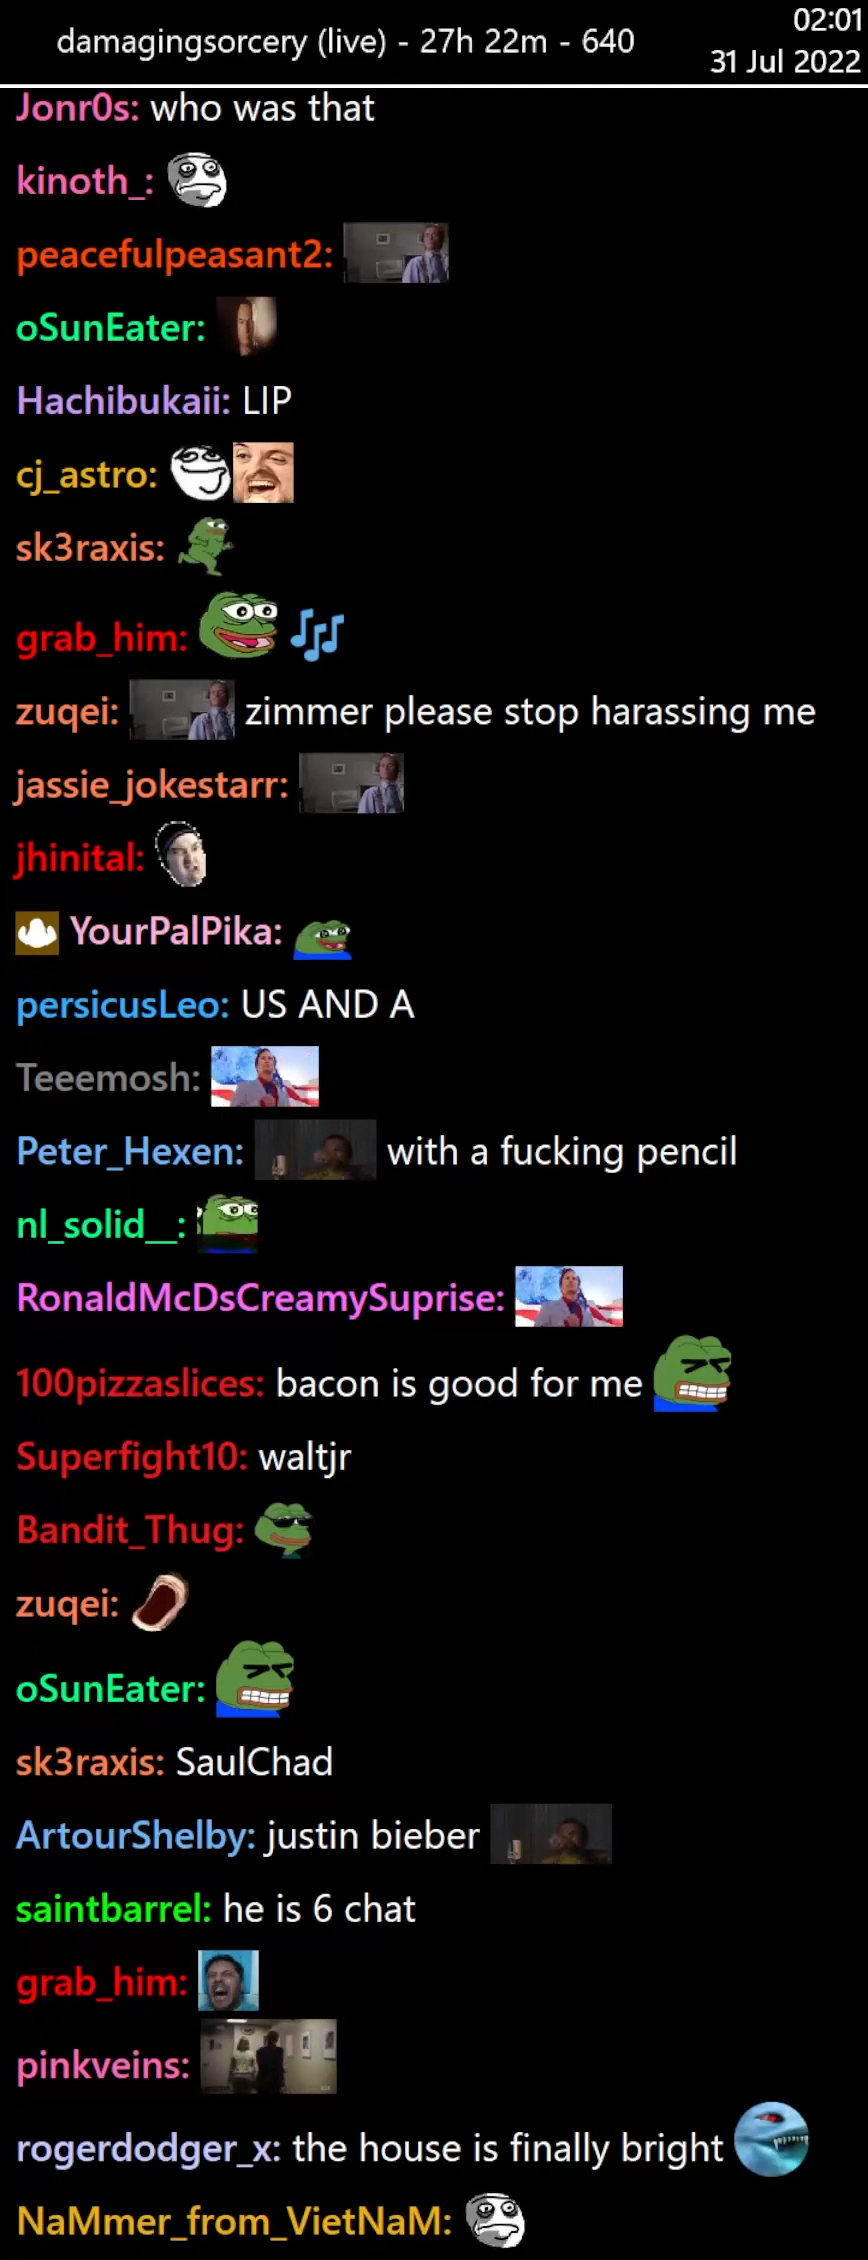 damagingsorcery (live) - 27h 22m - 640
02:01
31 Jul 2022
Jonr0s: who was that
kinoth_:
peacefulpeasant2:
oSunEater:
Hachibukaii: LIP
cj_astro:
sk3raxis:
grab_him:
zuqei: zimmer please stop harassing me
jassie_jokestarr:
jhinital:
YourPalPika:
persicusLeo: US AND A
Teeemosh:
Peter_Hexen: with a fucking pencil
nl_solid__:
RonaldMcDsCreamySuprise:
100pizzaslices: bacon is good for me
Superfight10: waltjr
Bandit_Thug:
zuqei:
oSunEater:
sk3raxis: SaulChad
ArtourShelby: justin bieber
saintbarrel: he is 6 chat
grab_him:
pinkveins:
rogerdodger_x: the house is finally bright
NaMmer_from_VietNaM: